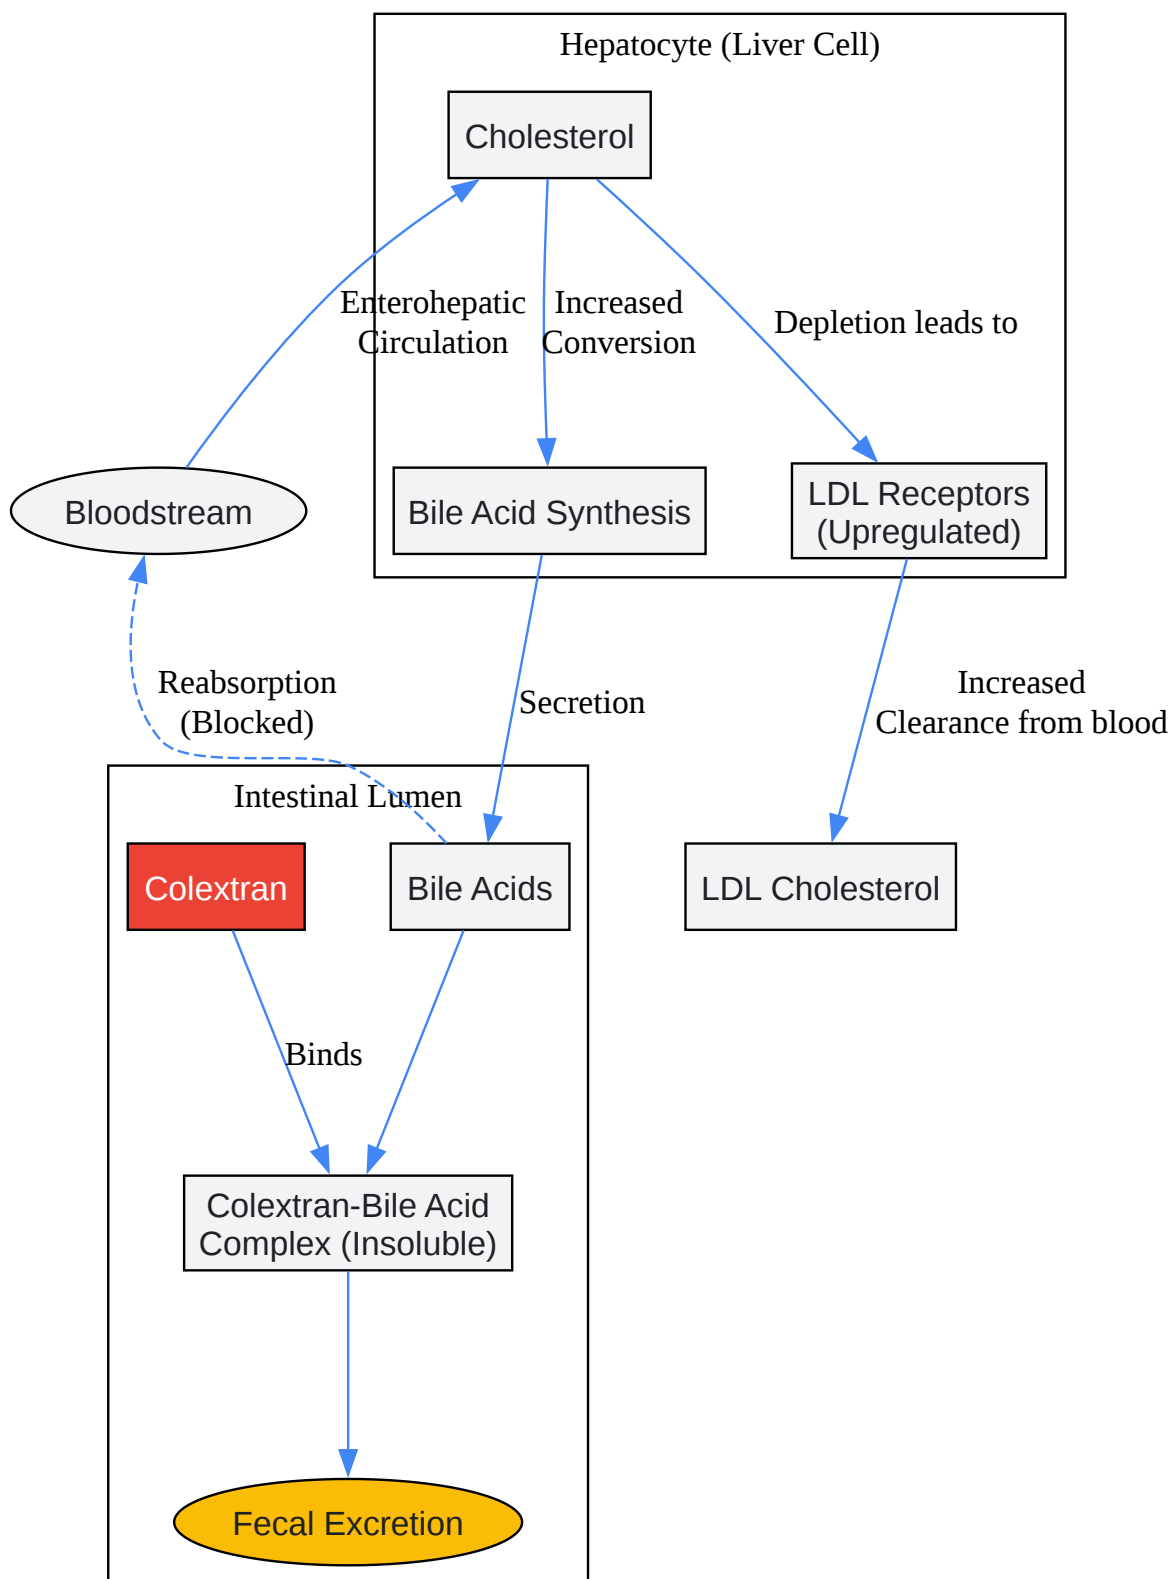 Hepatocyte (Liver Cell)
Cholesterol
Enterohepatic
Circulation
Increased
Conversion
Depletion leads to
Bloodstream
Bile Acid Synthesis
LDL Receptors
(Upregulated)
Reabsorption
(Blocked)
Secretion
Increased
Clearance from blood
Intestinal Lumen
Colextran
Bile Acids
LDL Cholesterol
Binds
Colextran-Bile Acid
Complex (Insoluble)
Fecal Excretion